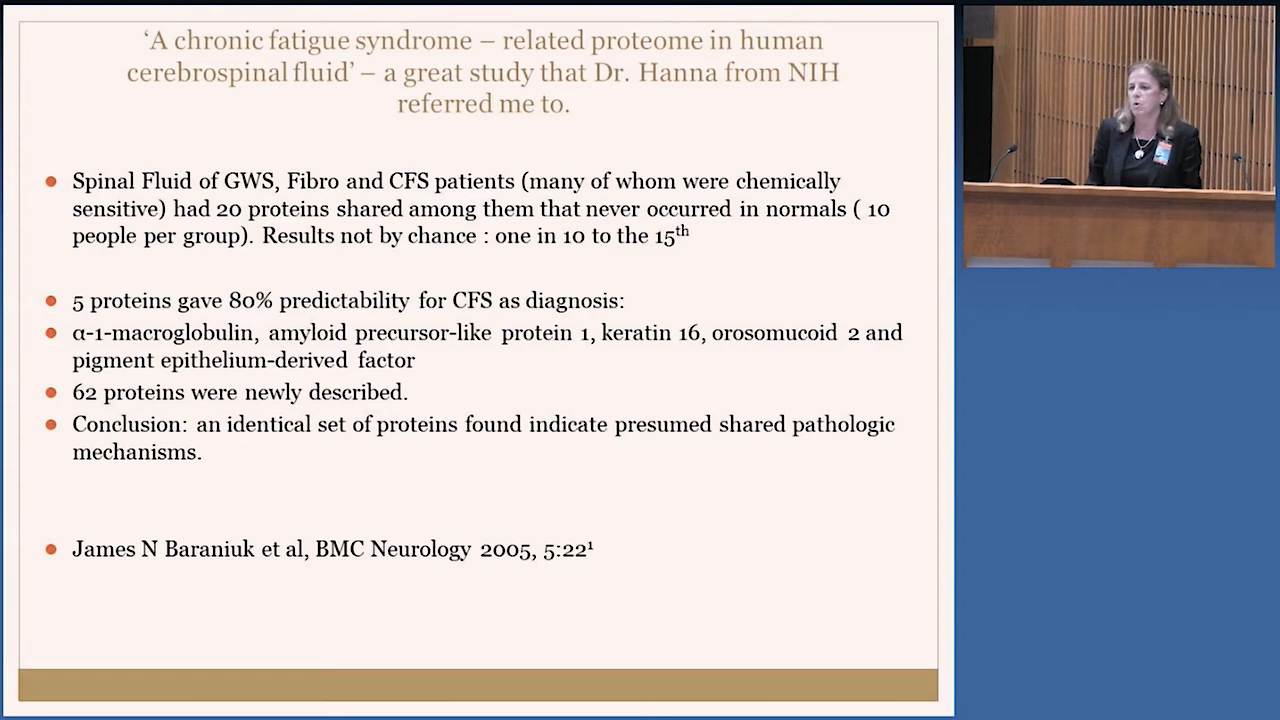 ‘A chronic fatigue syndrome – related proteome in human
cerebrospinal fluid’ – a great study that Dr. Hanna from NIH
referred me to.
• Spinal Fluid of GWS, Fibro and CFS patients (many of whom were chemically
sensitive) had 20 proteins shared among them that never occurred in normals ( 10
people per group). Results not by chance : one in 10 to the 15th
• 5 proteins gave 80% predictability for CFS as diagnosis:
• α-1-macroglobulin, amyloid precursor-like protein 1, keratin 16, orosomucoid 2 and
pigment epithelium-derived factor
• 62 proteins were newly described.
• Conclusion: an identical set of proteins found indicate presumed shared pathologic
mechanisms.
• James N Baraniuk et al, BMC Neurology 2005, 5:22¹